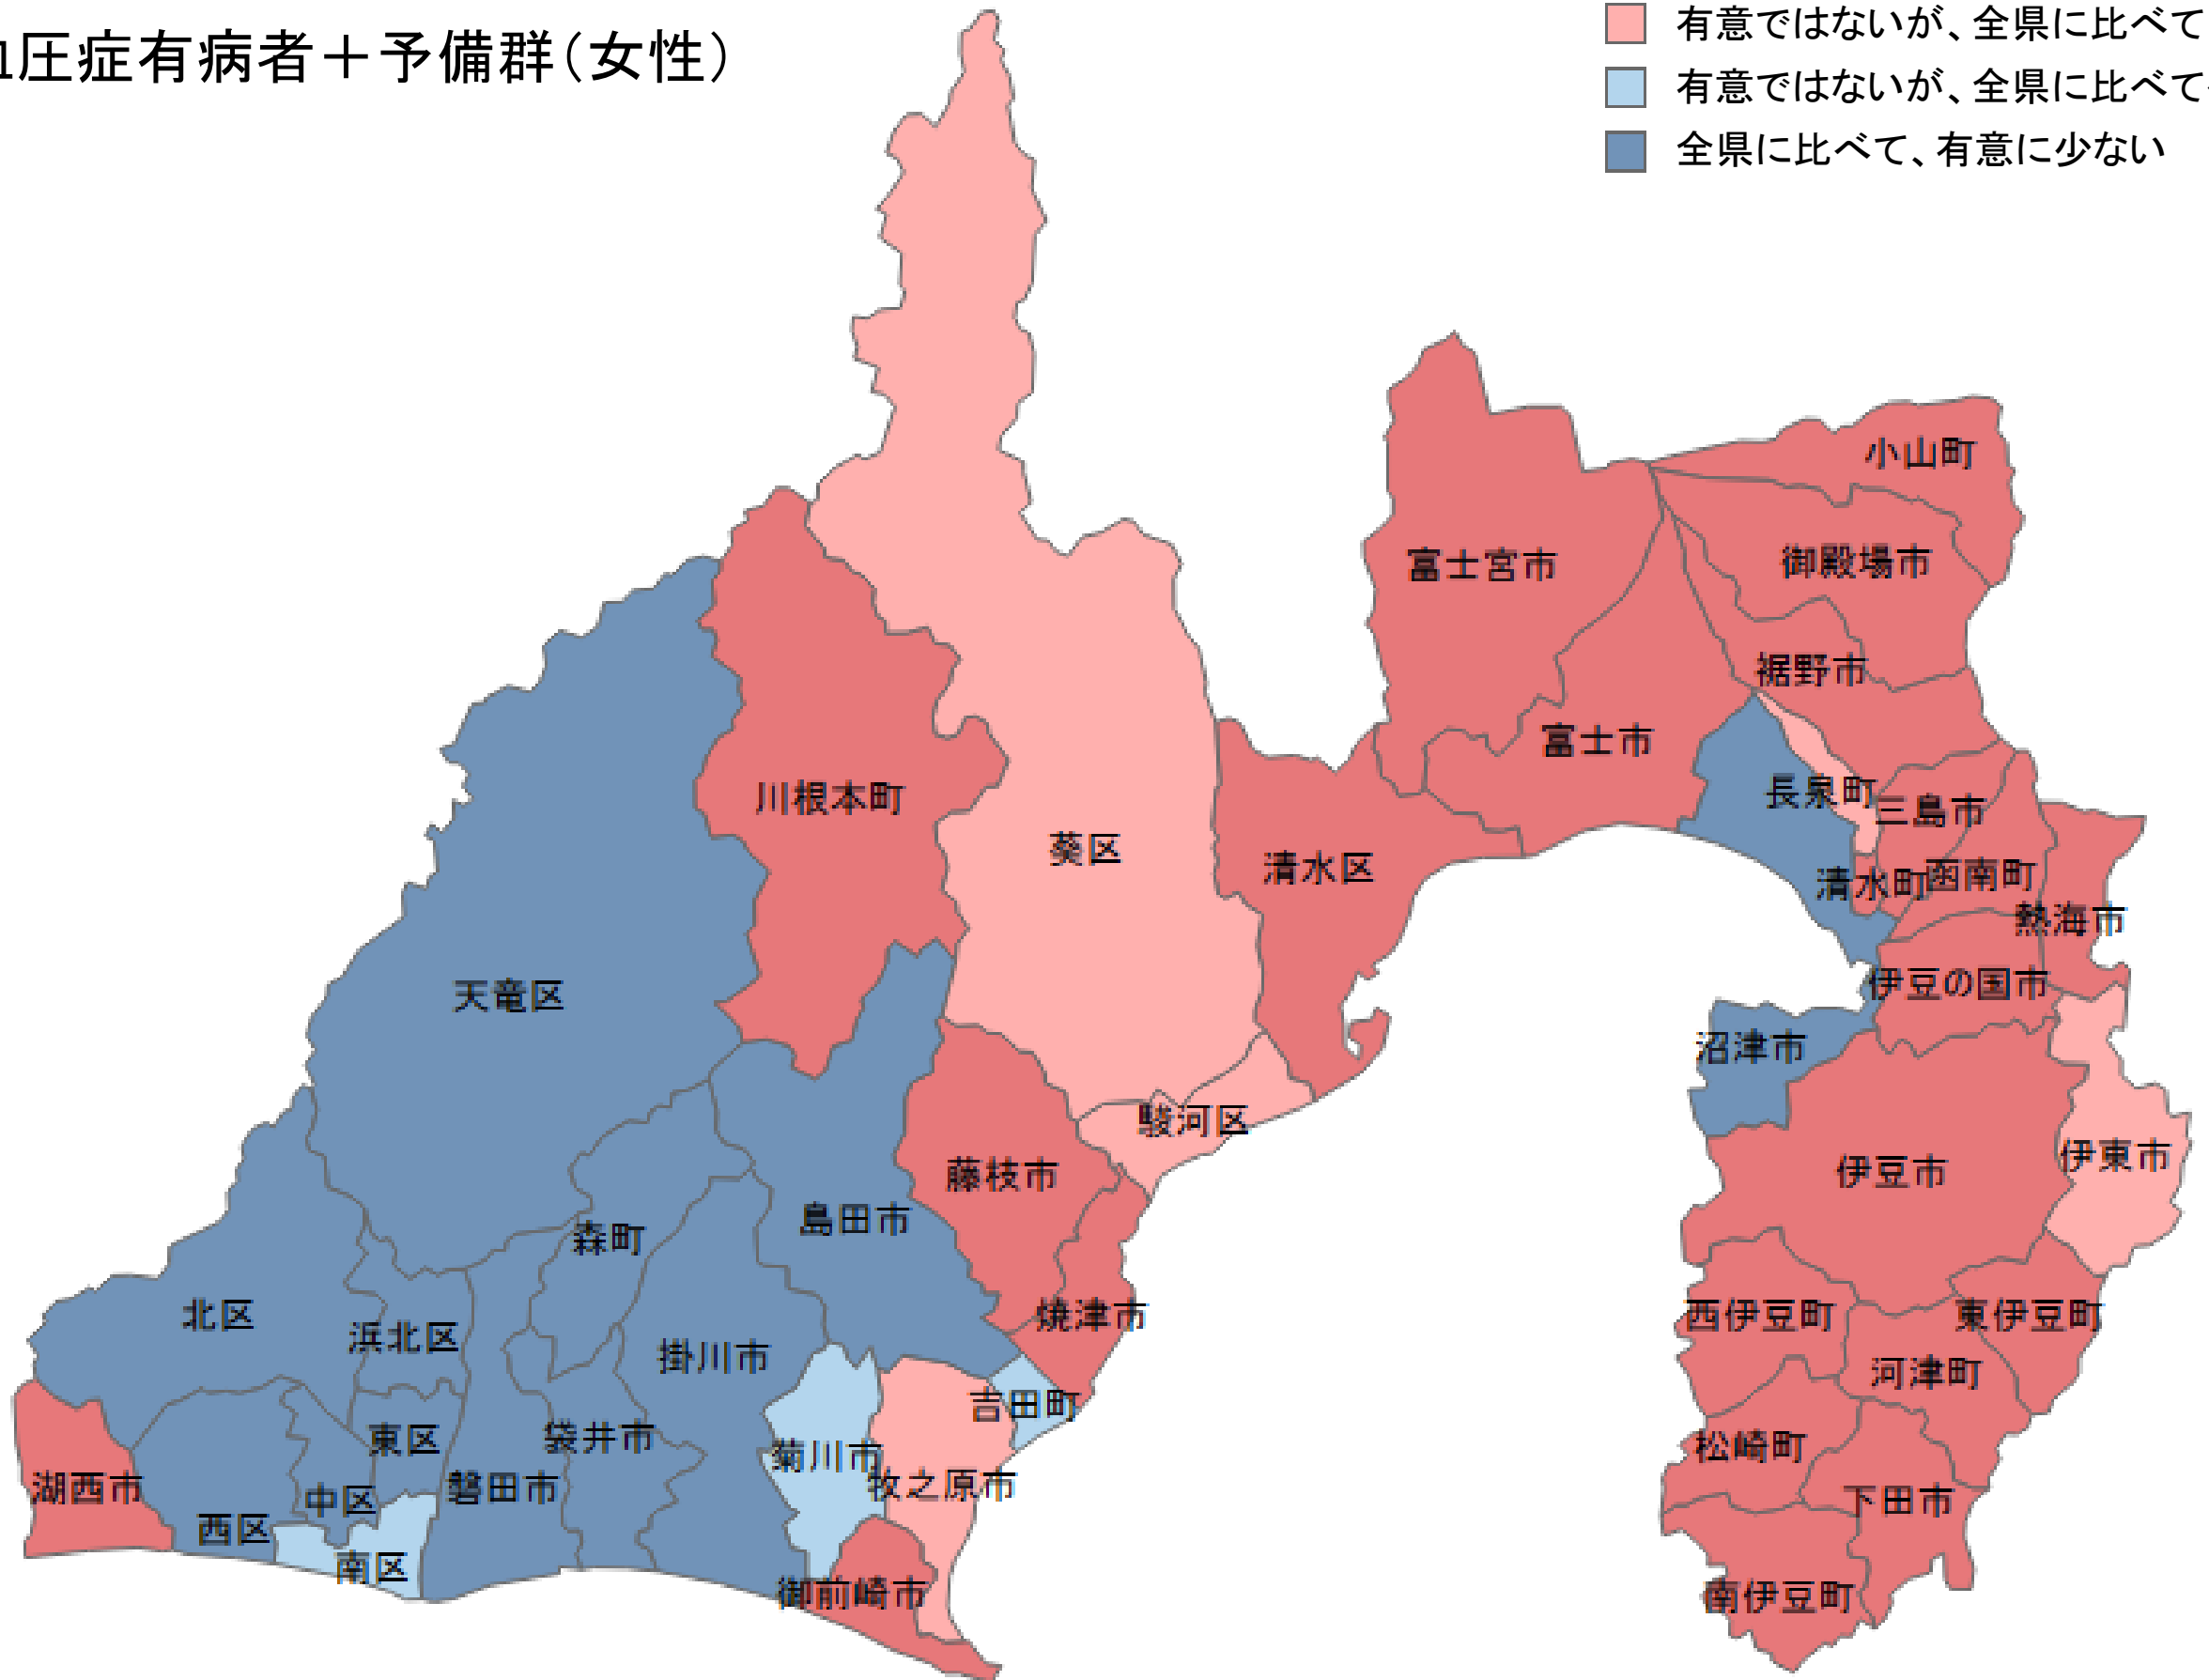 圧症有病者＋予備群（女性）
有意ではないが、全県に比べて
有意ではないが、全県に比べて
全県に比べて、有意に少ない
小山町
富士宮市
御殿場市
裾野市
富士市
長泉町
川根本町
三島市
葵区
清水区
清水町
函南町
熱海市
伊豆の国市
天竜区
沼津市
駿河区
伊東市
藤枝市
伊豆市
島田市
森町
北区
焼津市
西伊豆町
東伊豆町
浜北区
掛川市
河津町
吉田町
東区
袋井市
松崎町
菊川市
牧之原市
湖西市
磐田市
中区
下田市
西区
南区
御前崎市
南伊豆町